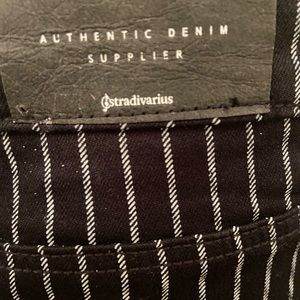 AUTHENTIC DENIM
SUPPLIER
stradivarius